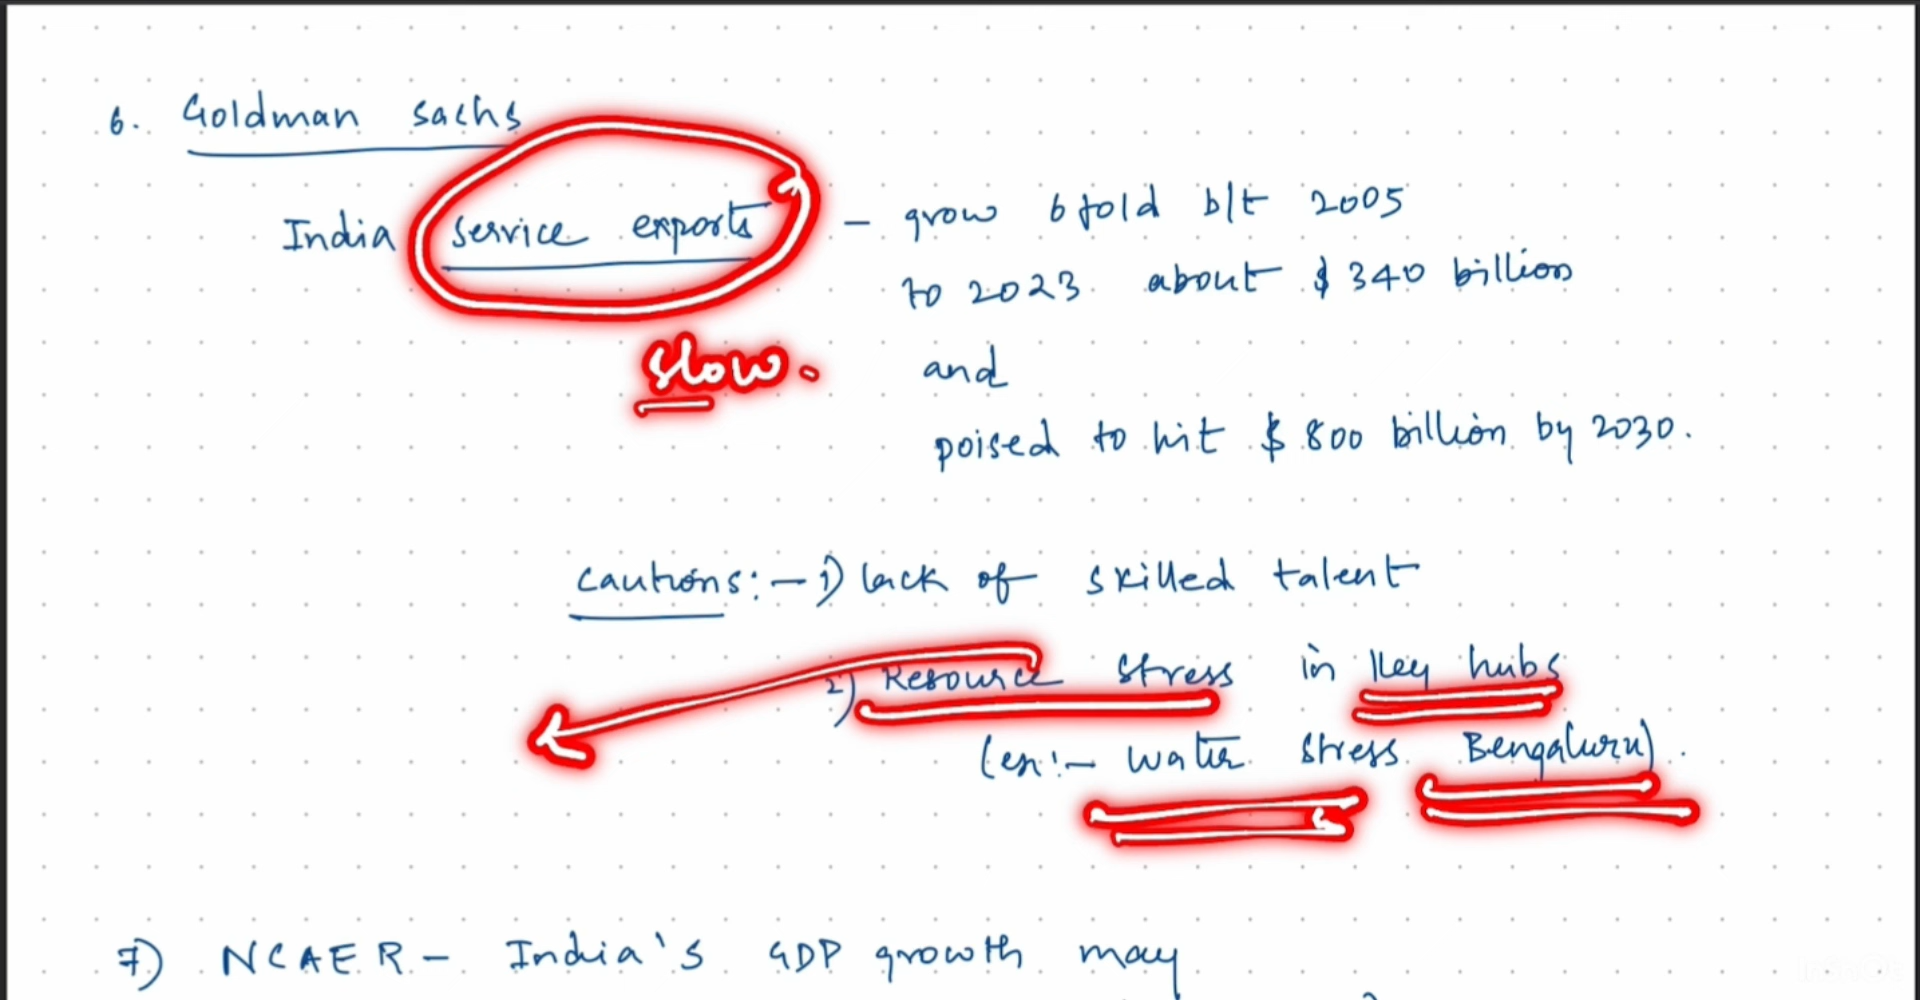 6. Goldman sachs
India service exports – grow 6 fold b/t 2005
to 2023 about $ 340 billion
slow.
and
poised to hit $ 800 billion by 2030.
cautions:– 1) lack of skilled talent
2) Resource stress in key hubs
(ex:– water stress Bengaluru).
7) NCAER – India's GDP growth may